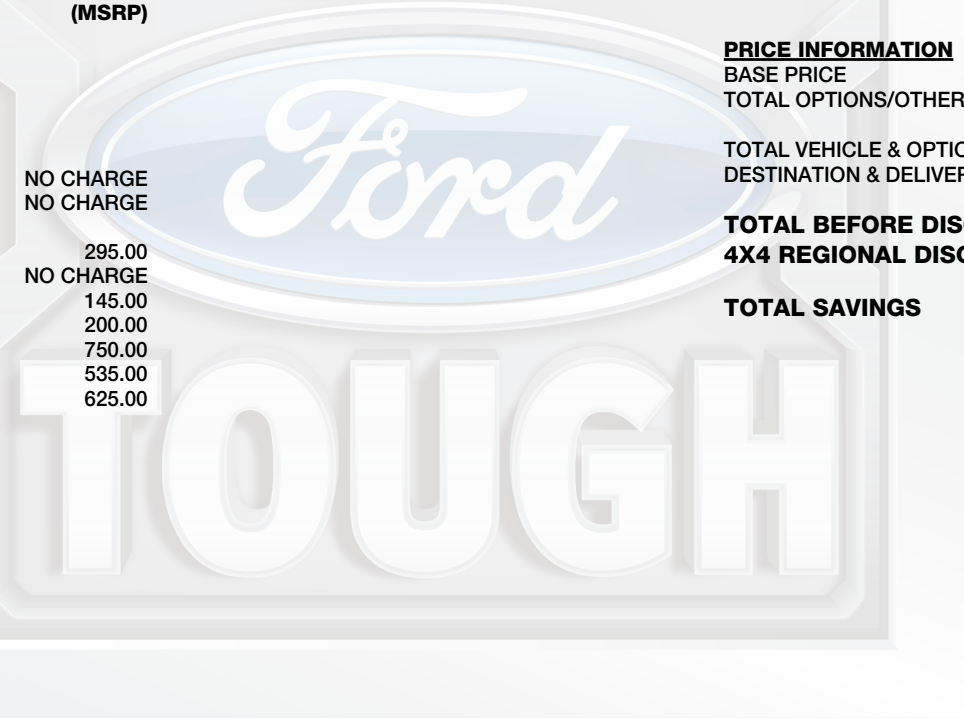 (MSRP)
NO CHARGE
NO CHARGE
295.00
NO CHARGE
145.00
200.00
750.00
535.00
625.00
Ford
TOUGH
PRICE INFORMATION
BASE PRICE
TOTAL OPTIONS/OTHER
TOTAL VEHICLE & OPTIO
DESTINATION & DELIVER
TOTAL BEFORE DISC
4X4 REGIONAL DISC
TOTAL SAVINGS